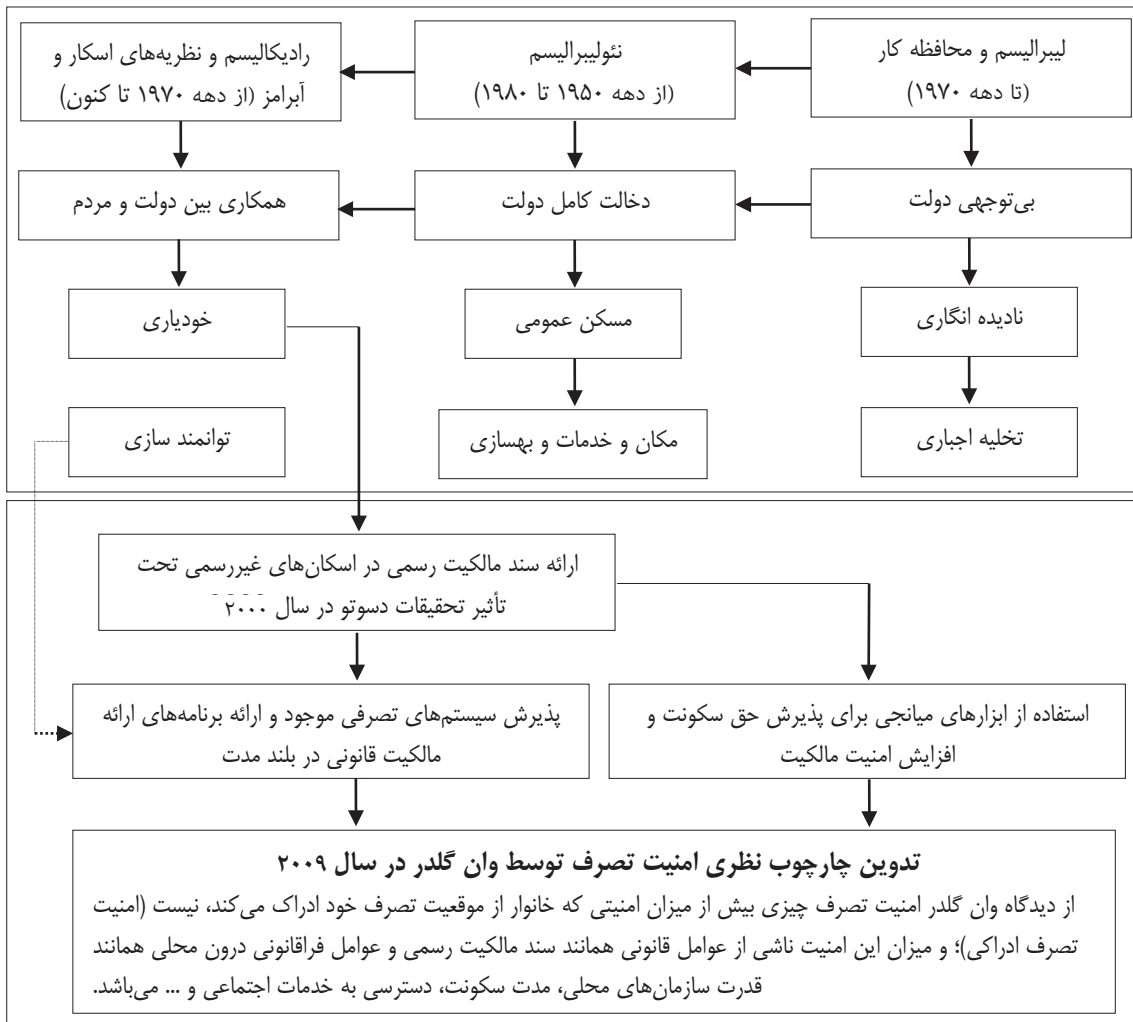 لیبرالیسم و محافظه کار
(تا دهه ۱۹۷۰)
نئولیبرالیسم
(از دهه ۱۹۵۰ تا ۱۹۸۰)
رادیکالیسم و نظریه‌های اسکار و
آبرامز (از دهه ۱۹۷۰ تا کنون)
بی‌توجهی دولت
دخالت کامل دولت
همکاری بین دولت و مردم
نادیده انگاری
مسکن عمومی
خودیاری
تخلیه اجباری
مکان و خدمات و بهسازی
توانمند سازی
ارائه سند مالکیت رسمی در اسکان‌های غیررسمی تحت
تأثیر تحقیقات دسوتو در سال ۲۰۰۰
استفاده از ابزارهای میانجی برای پذیرش حق سکونت و
افزایش امنیت مالکیت
پذیرش سیستم‌های تصرفی موجود و ارائه برنامه‌های ارائه
مالکیت قانونی در بلند مدت
تدوین چارچوب نظری امنیت تصرف توسط وان گلدر در سال ۲۰۰۹
از دیدگاه وان گلدر امنیت تصرف چیزی بیش از میزان امنیتی که خانوار از موقعیت تصرف خود ادراک می‌کند، نیست (امنیت
تصرف ادراکی)؛ و میزان این امنیت ناشی از عوامل قانونی همانند سند مالکیت رسمی و عوامل فراقانونی درون محلی همانند
قدرت سازمان‌های محلی، مدت سکونت، دسترسی به خدمات اجتماعی و ... می‌باشد.